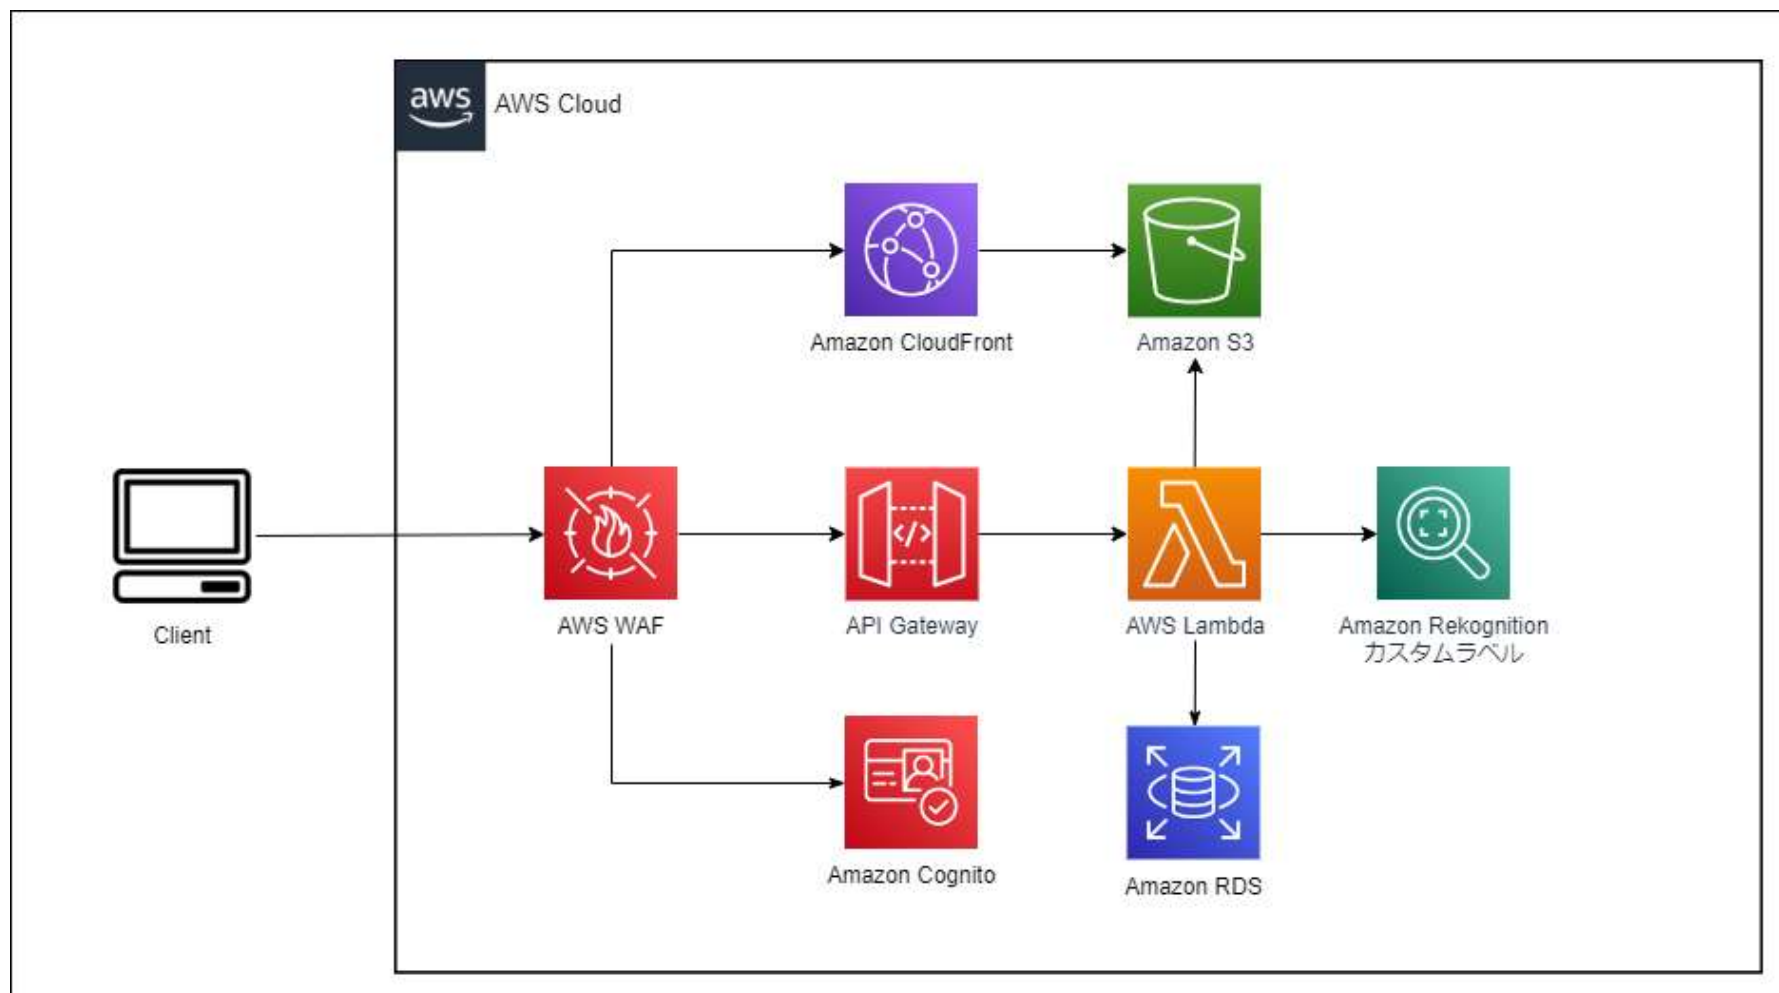 aws
AWS Cloud
Amazon CloudFront
Amazon S3
Client
AWS WAF
</>
API Gateway
AWS Lambda
Amazon Rekognition
カスタムラベル
Amazon Cognito
Amazon RDS